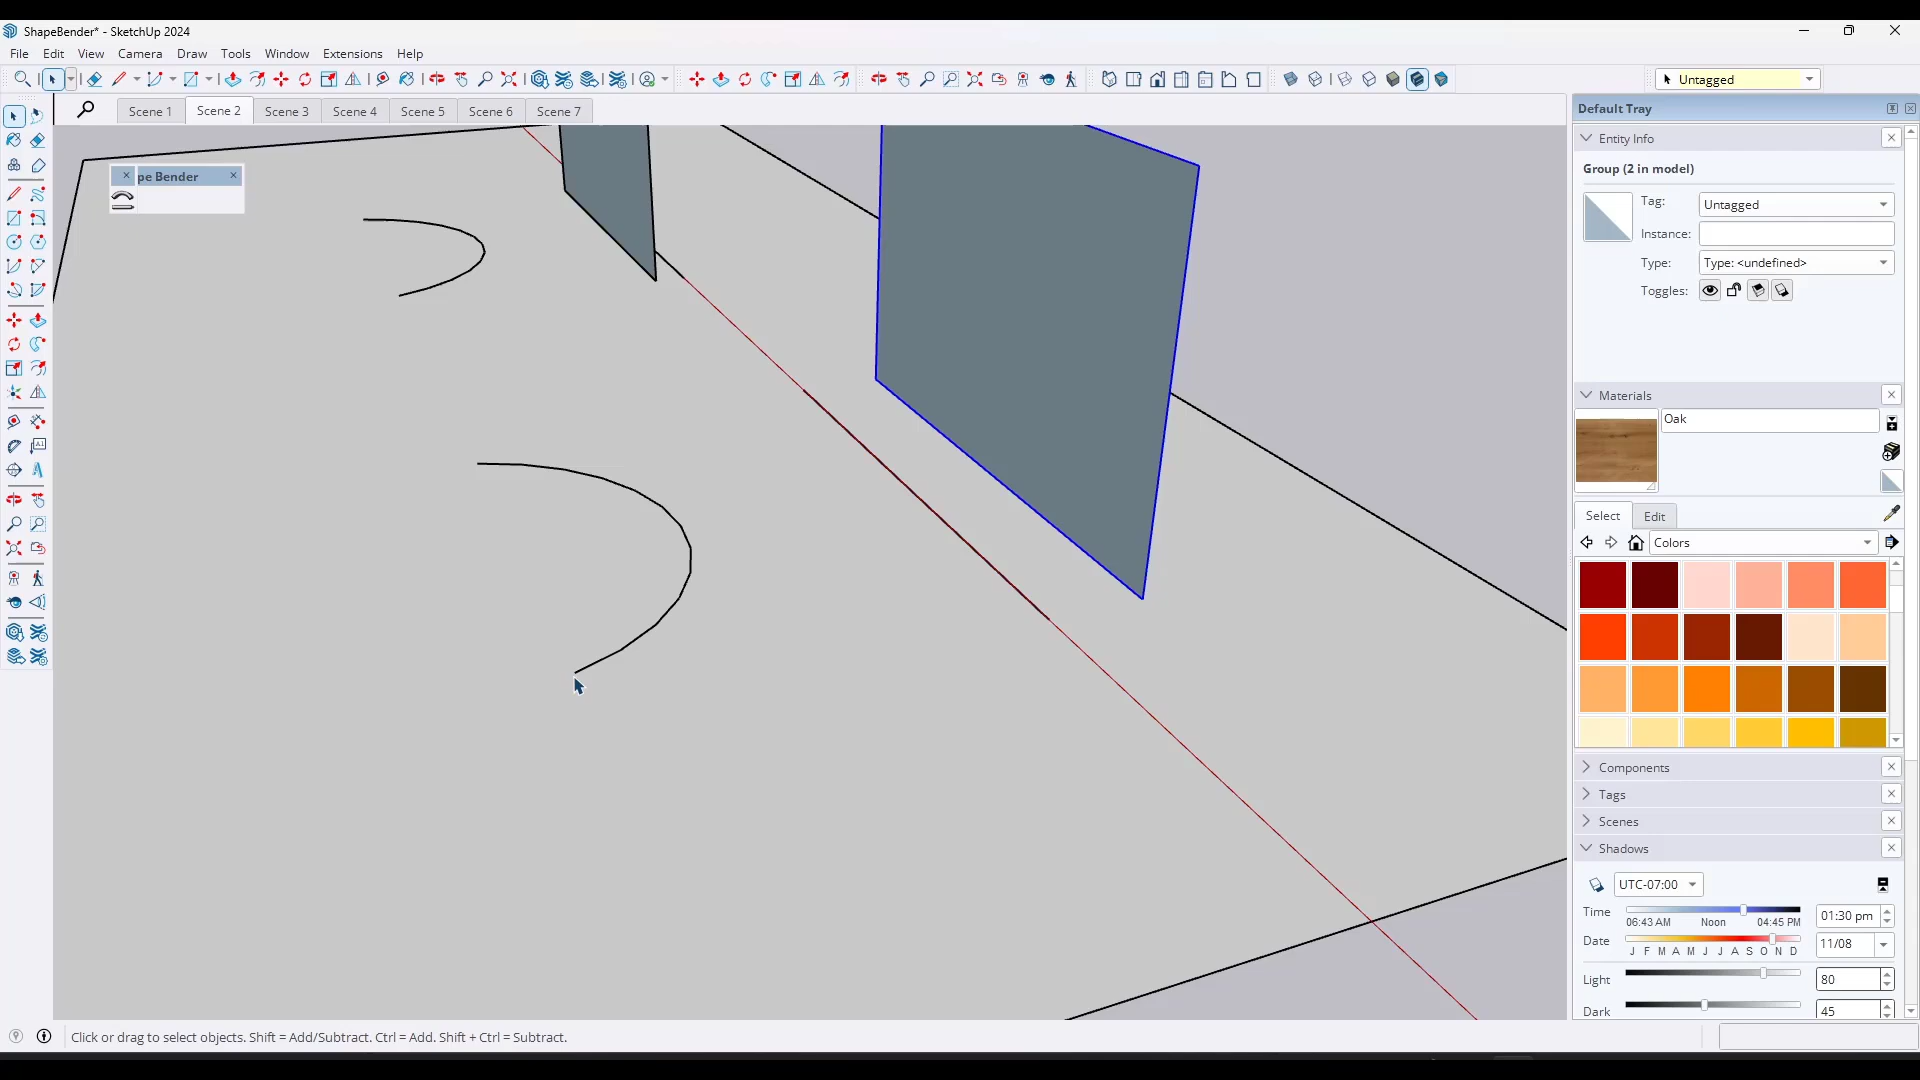 ShapeBender* - SketchUp 2024
File Edit View Camera Draw Tools Window Extensions Help
Untagged
Scene 1 Scene 2 Scene 3 Scene 4 Scene 5 Scene 6 Scene 7
Default Tray
Entity Info
Group (2 in model)
Tag: Untagged
Instance:
Type: Type: <undefined>
Toggles:
pe Bender
Materials
Oak
Select Edit
Colors
Components
Tags
Scenes
Shadows
UTC-07:00
Time 06:43 AM Noon 04:45 PM 01:30 pm
Date J F M A M J J A S O N D 11/08
Light 80
Dark 45
Click or drag to select objects. Shift = Add/Subtract. Ctrl = Add. Shift + Ctrl = Subtract.